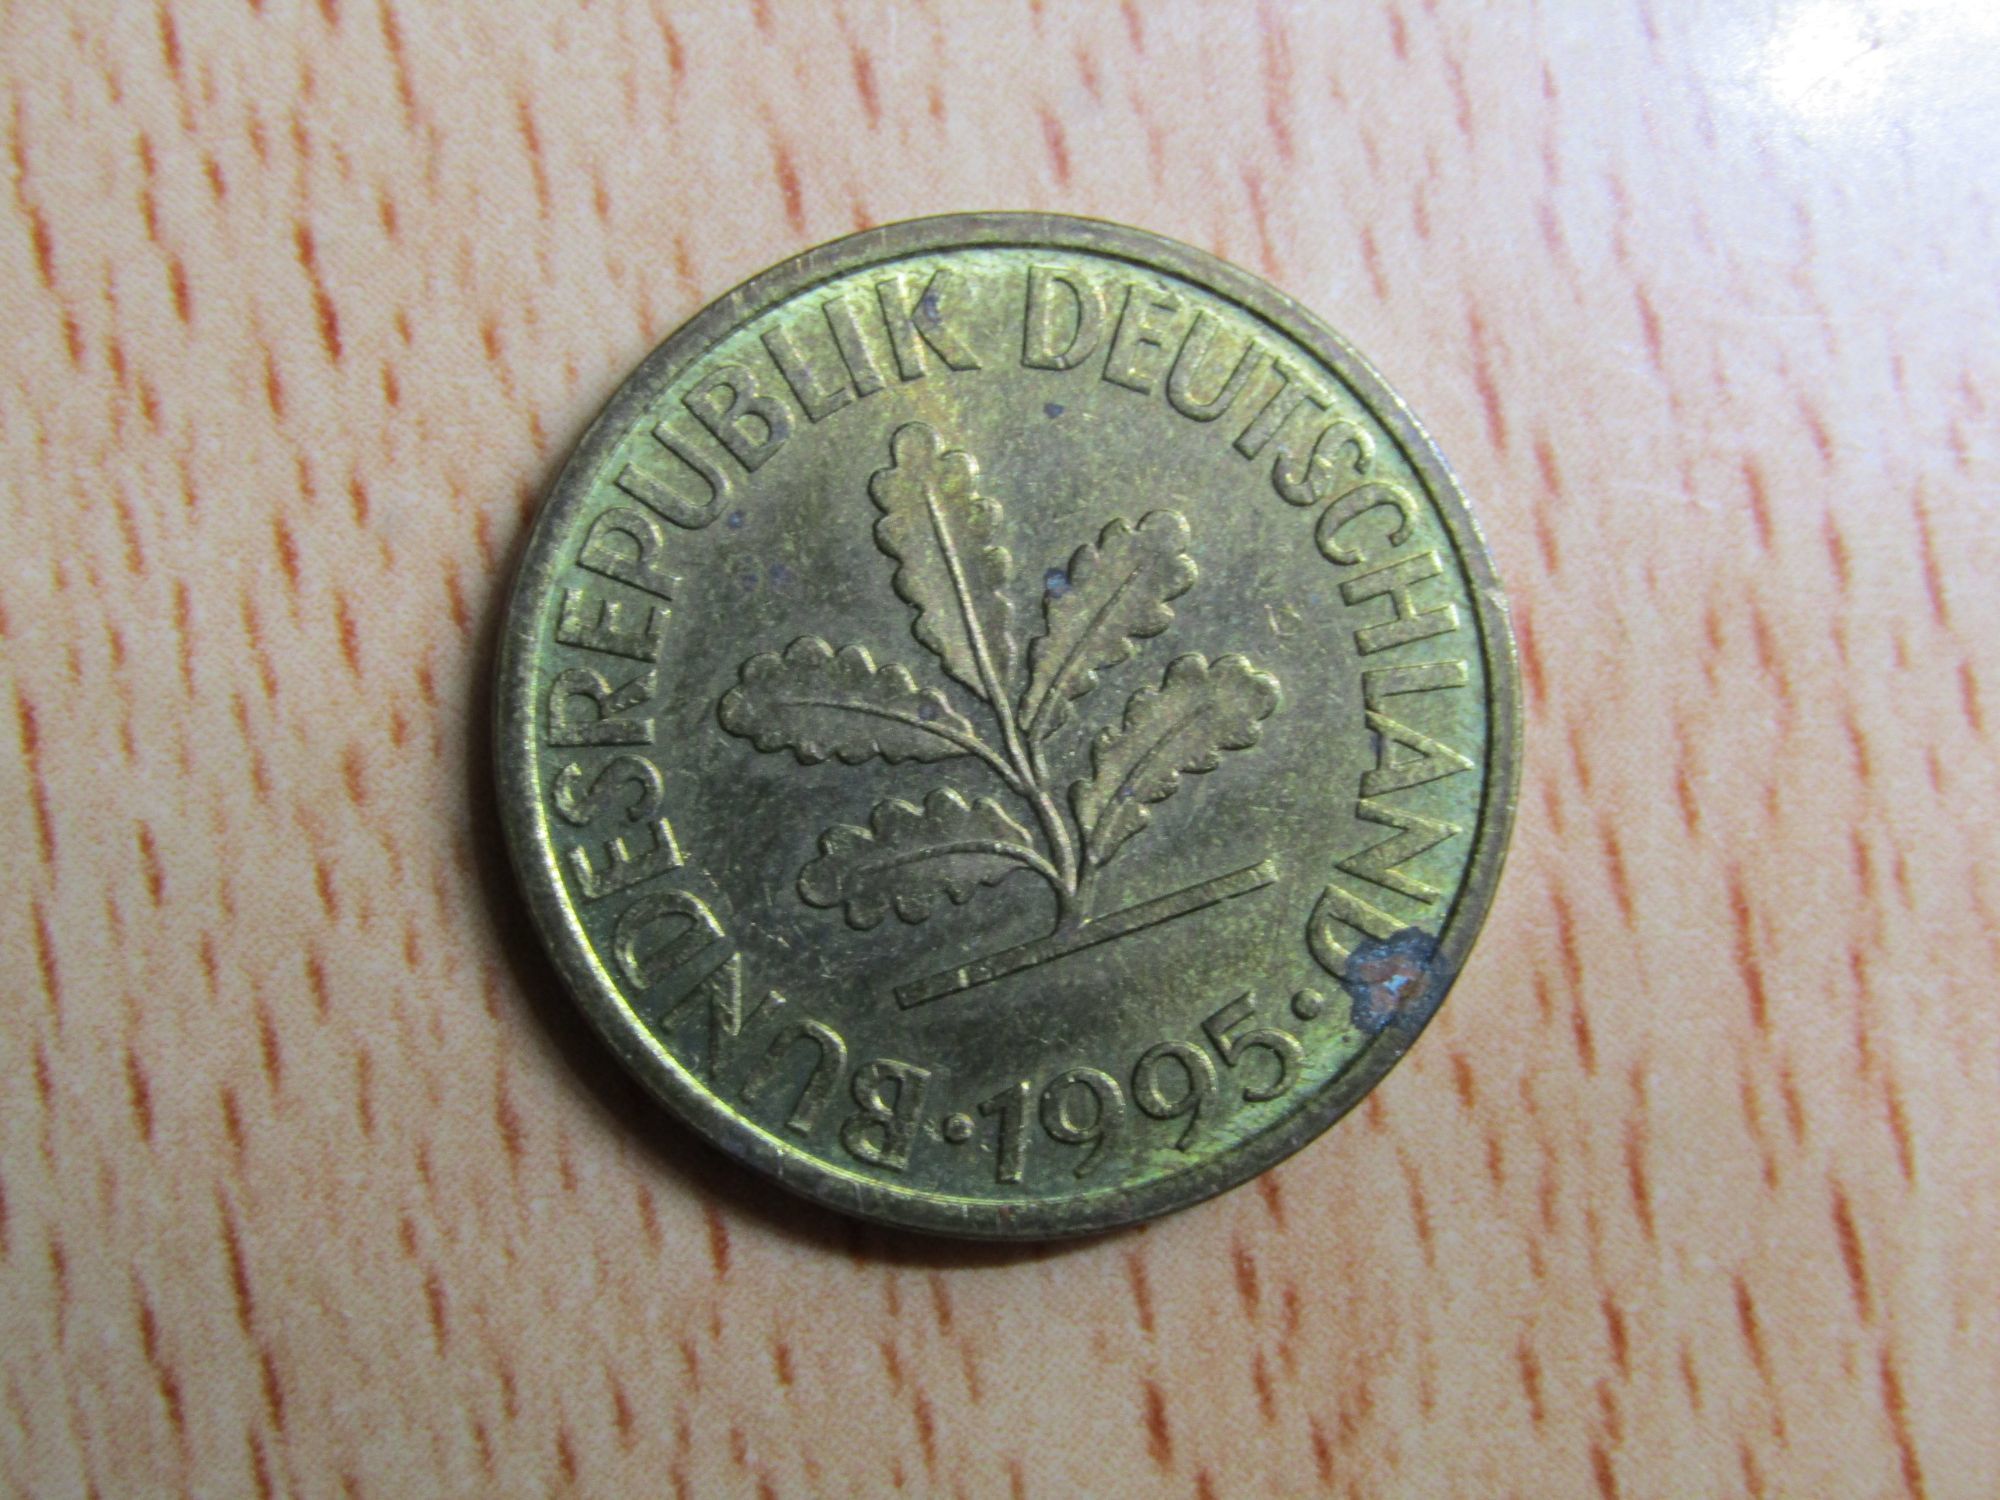 BUNDESREPUBLIK DEUTSCHLAND
· 1995 ·